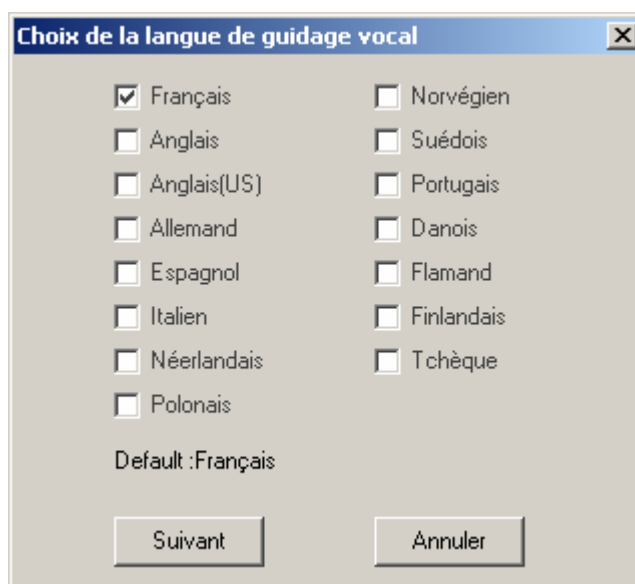 Choix de la langue de guidage vocal
Français
Norvégien
Anglais
Suédois
Anglais(US)
Portugais
Allemand
Danois
Espagnol
Flamand
Italien
Finlandais
Néerlandais
Tchèque
Polonais
Default :Français
Suivant
Annuler